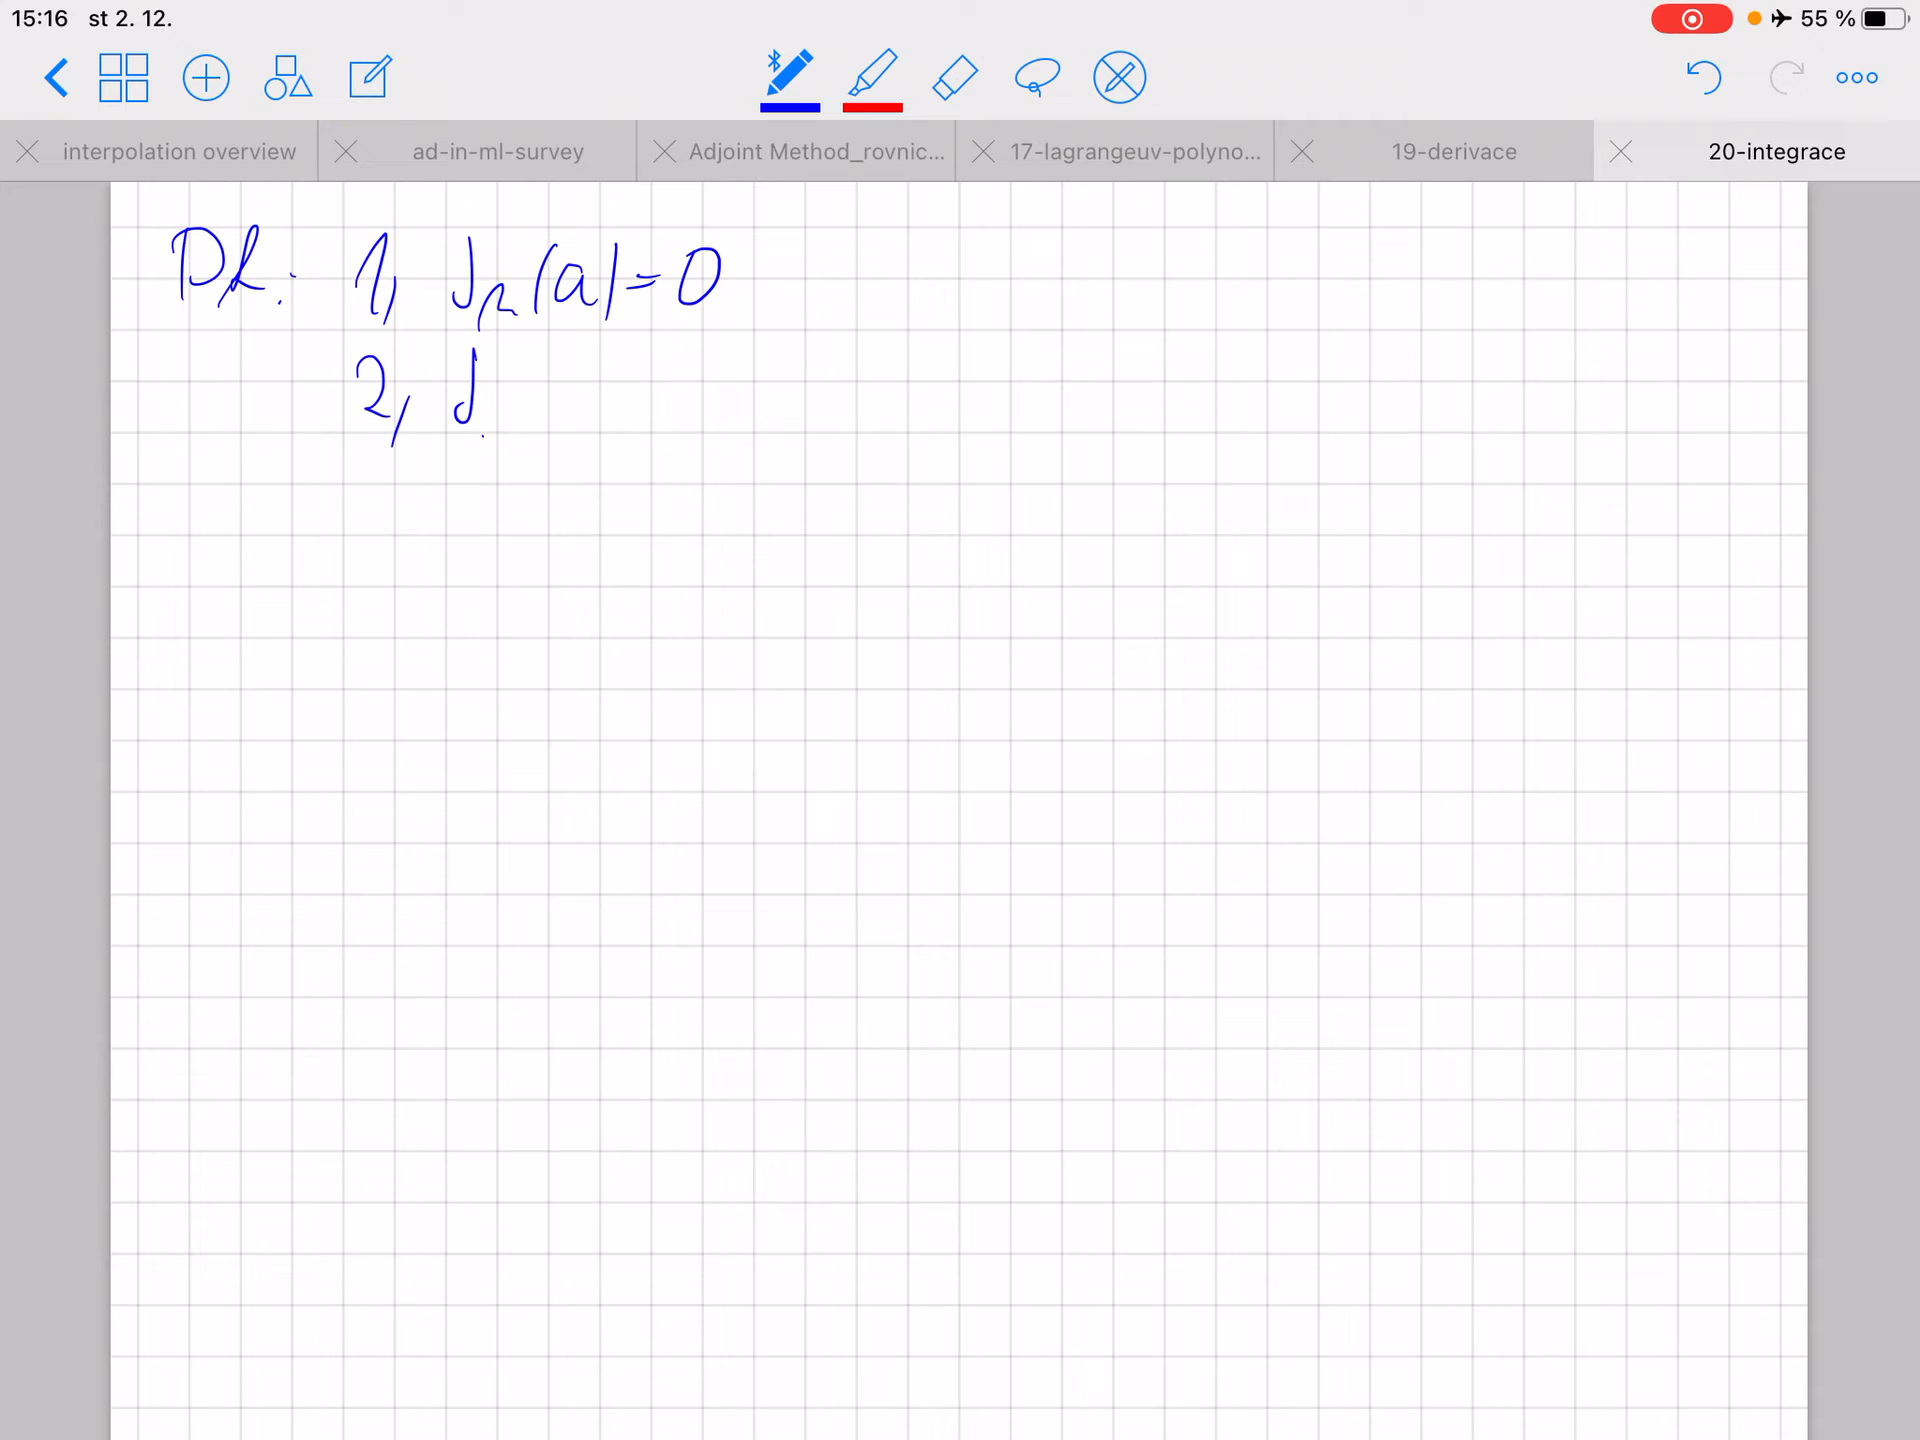 15:16 st 2. 12. 55 %
interpolation overview ad-in-ml-survey Adjoint Method_rovnic... 17-lagrangeuv-polyno... 19-derivace 20-integrace
Dk: 1, Jn(a)=0
2, J